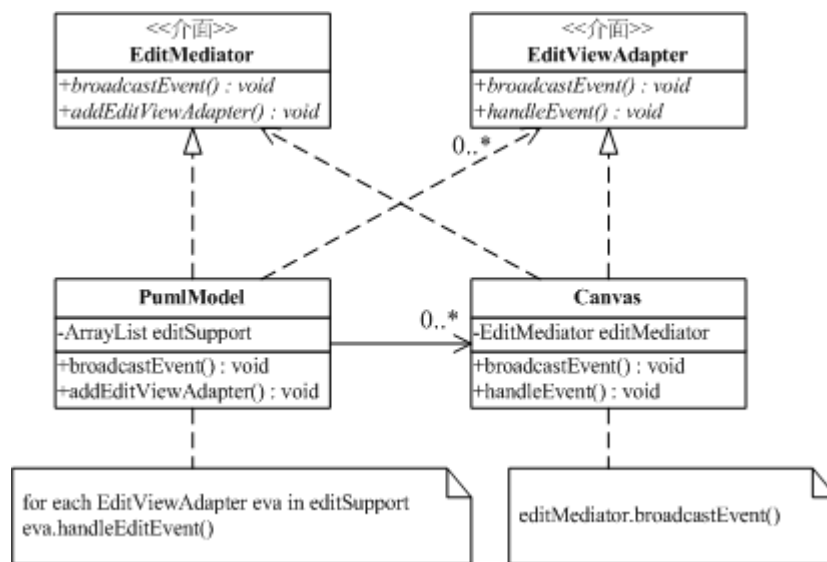 <<介面>>
EditMediator
+broadcastEvent() : void
+addEditViewAdapter() : void
<<介面>>
EditViewAdapter
+broadcastEvent() : void
+handleEvent() : void
0..*
PumlModel
-ArrayList editSupport
+broadcastEvent() : void
+addEditViewAdapter() : void
0..*
Canvas
-EditMediator editMediator
+broadcastEvent() : void
+handleEvent() : void
for each EditViewAdapter eva in editSupport
eva.handleEditEvent()
editMediator.broadcastEvent()